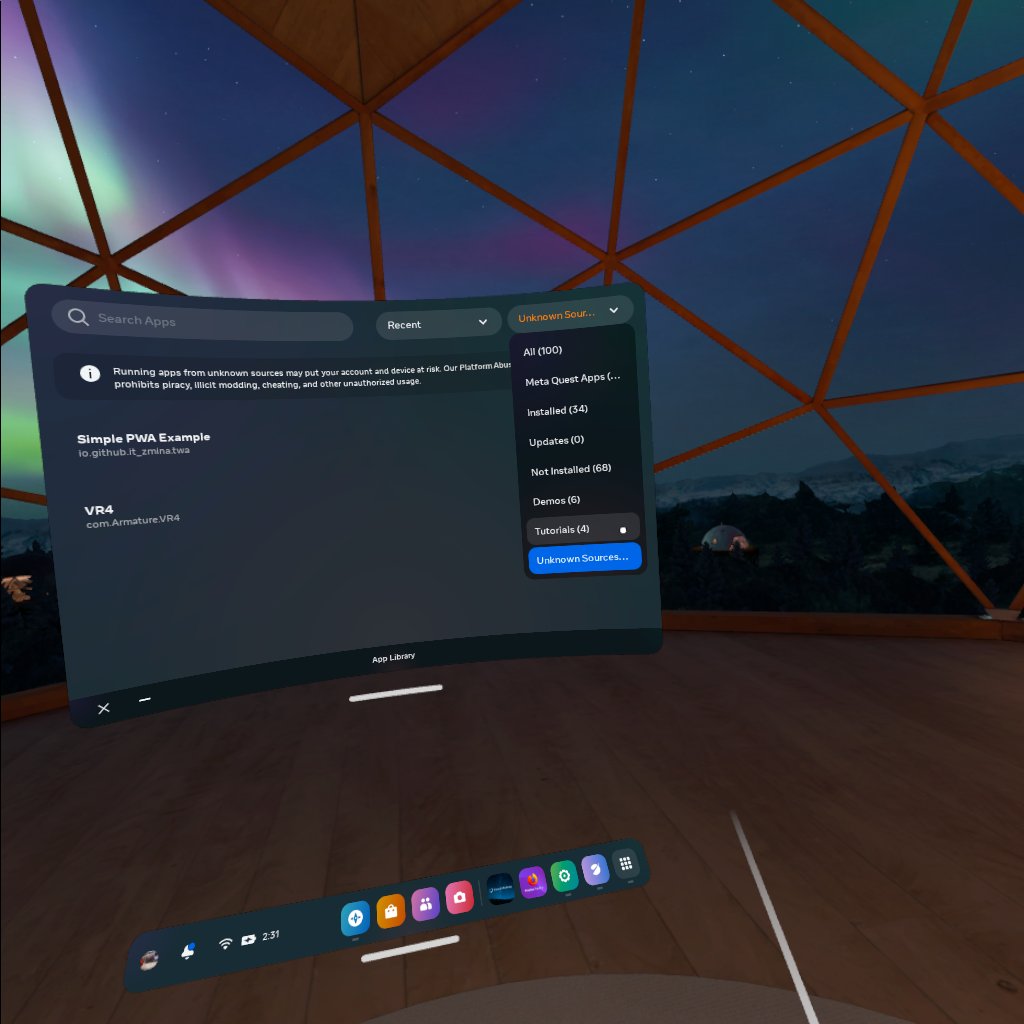 Search Apps
Recent
Unknown Sour...
Running apps from unknown sources may put your account and device at risk. Our Platform Abus
prohibits piracy, illicit modding, cheating, and other unauthorized usage.
Simple PWA Example
io.github.it_zmina.twa
VR4
com.Armature.VR4
All (100)
Meta Quest Apps (...
Installed (34)
Updates (0)
Not Installed (68)
Demos (6)
Tutorials (4)
Unknown Sources...
App Library
2:31